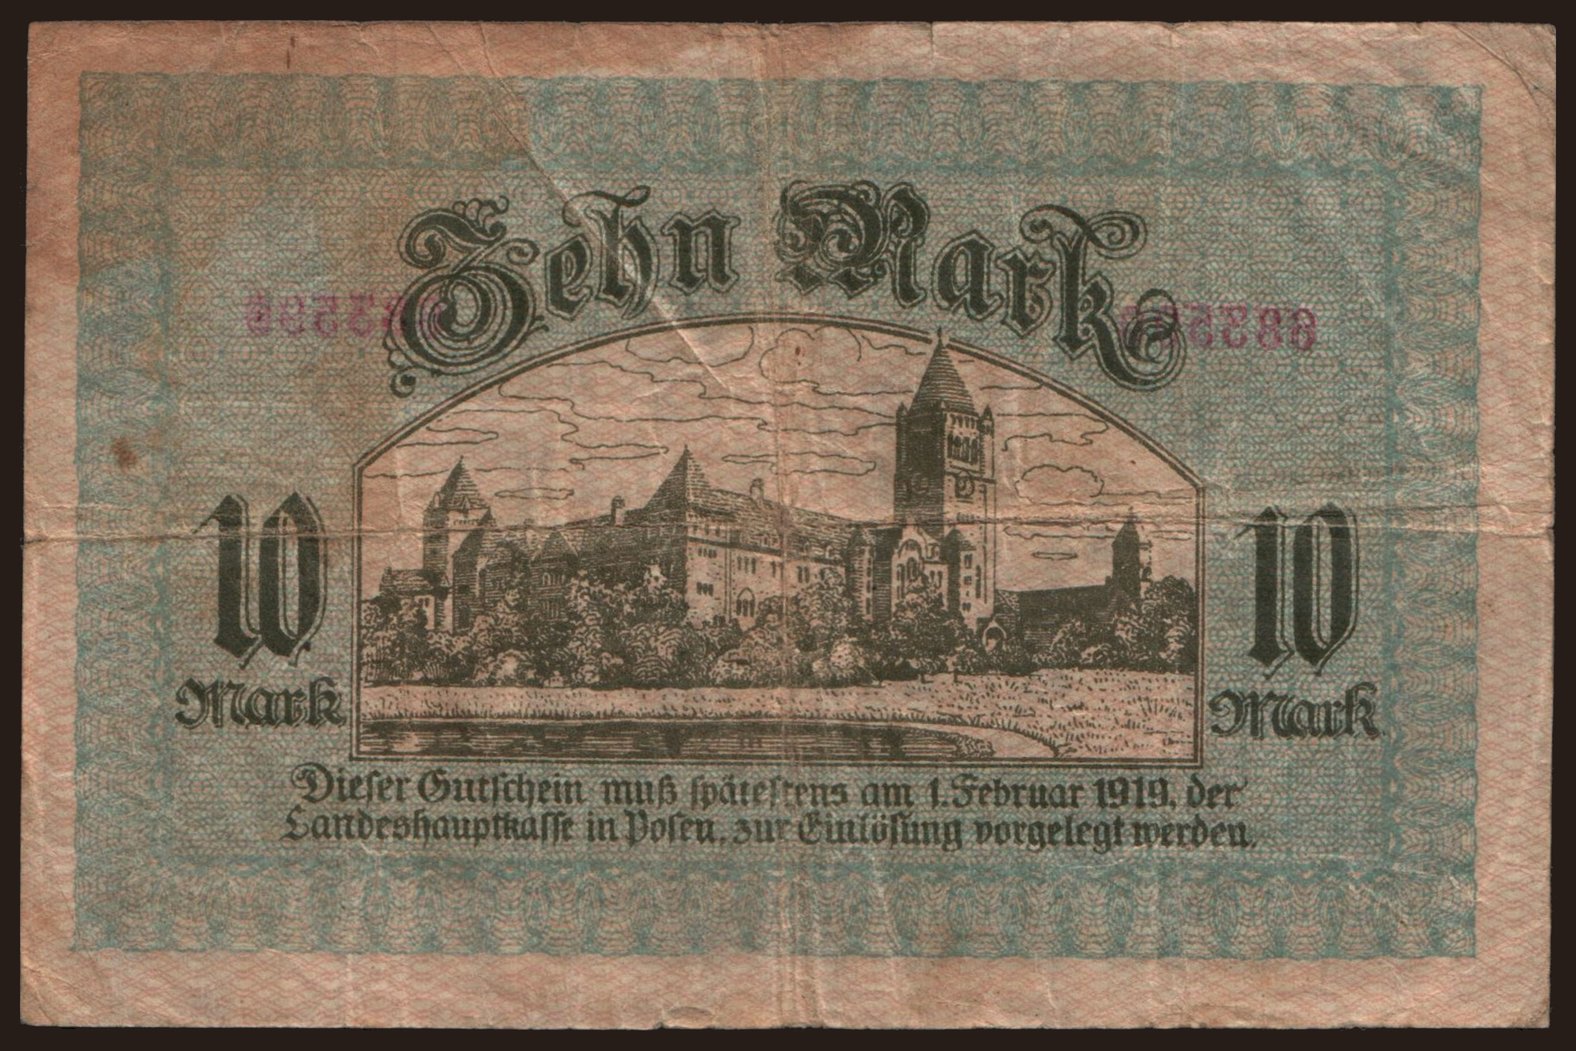 Zehn Mark
10
Mark
10
Mark
Dieser Gutschein muß spätestens am 1. Februar 1919, der
Landeshauptkasse in Posen, zur Einlösung vorgelegt werden.